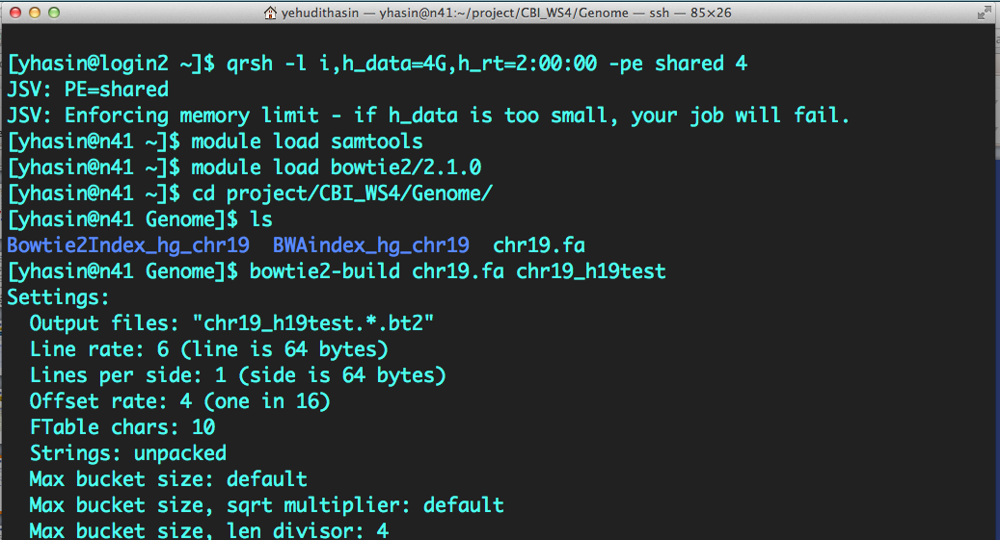 yehudithasin — yhasin@n41:~/project/CBI_WS4/Genome — ssh — 85×26
[yhasin@login2 ~]$ qrsh -l i,h_data=4G,h_rt=2:00:00 -pe shared 4
JSV: PE=shared
JSV: Enforcing memory limit - if h_data is too small, your job will fail.
[yhasin@n41 ~]$ module load samtools
[yhasin@n41 ~]$ module load bowtie2/2.1.0
[yhasin@n41 ~]$ cd project/CBI_WS4/Genome/
[yhasin@n41 Genome]$ ls
Bowtie2Index_hg_chr19  BWAindex_hg_chr19  chr19.fa
[yhasin@n41 Genome]$ bowtie2-build chr19.fa chr19_h19test
Settings:
  Output files: "chr19_h19test.*.bt2"
  Line rate: 6 (line is 64 bytes)
  Lines per side: 1 (side is 64 bytes)
  Offset rate: 4 (one in 16)
  FTable chars: 10
  Strings: unpacked
  Max bucket size: default
  Max bucket size, sqrt multiplier: default
  Max bucket size, len divisor: 4